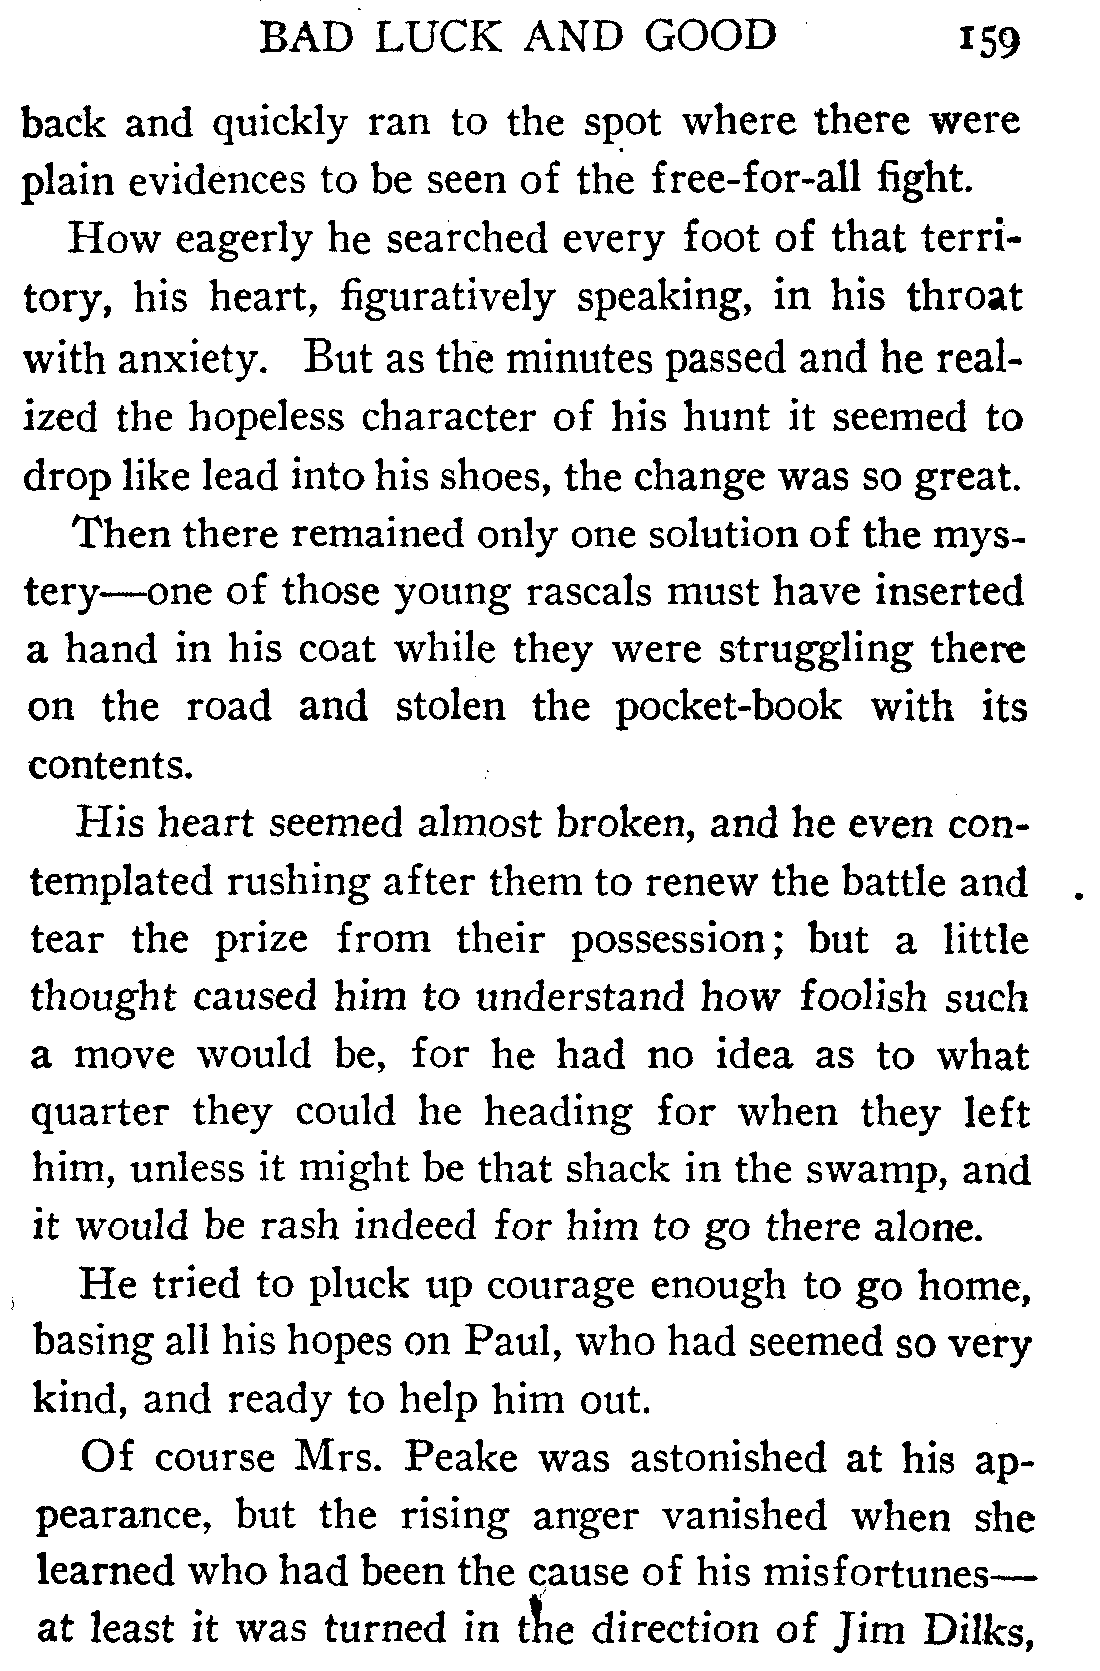 BAD LUCK AND GOOD 159
back and quickly ran to the spot where there were
plain evidences to be seen of the free-for-all fight.
How eagerly he searched every foot of that terri-
tory, his heart, figuratively speaking, in his throat
with anxiety. But as the minutes passed and he real-
ized the hopeless character of his hunt it seemed to
drop like lead into his shoes, the change was so great.
Then there remained only one solution of the mys-
tery—one of those young rascals must have inserted
a hand in his coat while they were struggling there
on the road and stolen the pocket-book with its
contents.
His heart seemed almost broken, and he even con-
templated rushing after them to renew the battle and
tear the prize from their possession; but a little
thought caused him to understand how foolish such
a move would be, for he had no idea as to what
quarter they could he heading for when they left
him, unless it might be that shack in the swamp, and
it would be rash indeed for him to go there alone.
He tried to pluck up courage enough to go home,
basing all his hopes on Paul, who had seemed so very
kind, and ready to help him out.
Of course Mrs. Peake was astonished at his ap-
pearance, but the rising anger vanished when she
learned who had been the cause of his misfortunes—
at least it was turned in the direction of Jim Dilks,